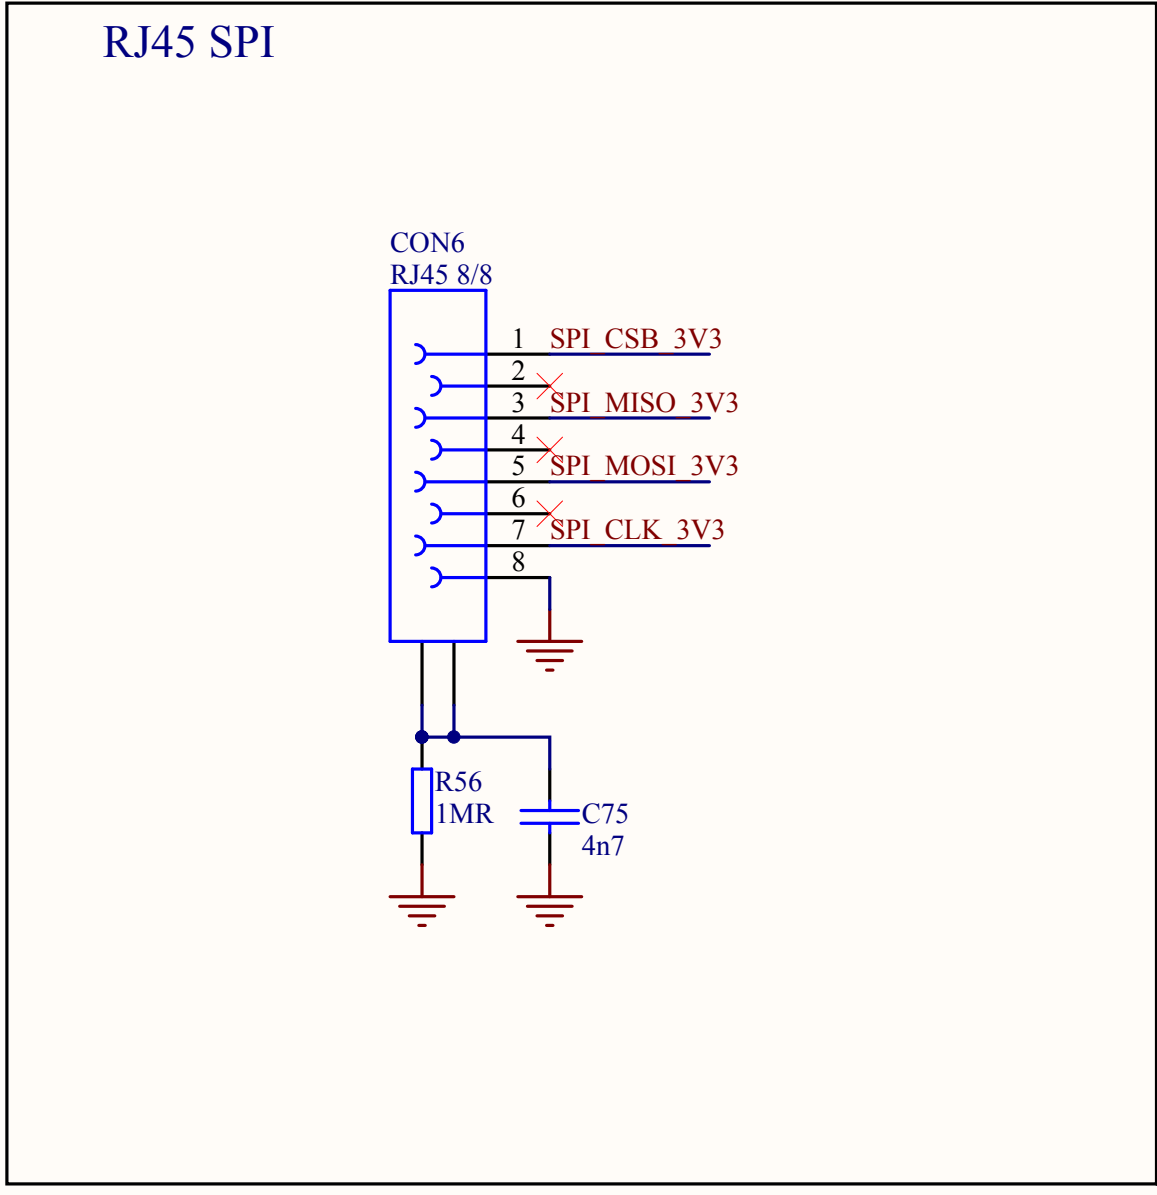 RJ45 SPI
CON6
RJ45 8/8
1 SPI_CSB_3V3
2
3 SPI_MISO_3V3
4
5 SPI_MOSI_3V3
6
7 SPI_CLK_3V3
8
R56
1MR
C75
4n7